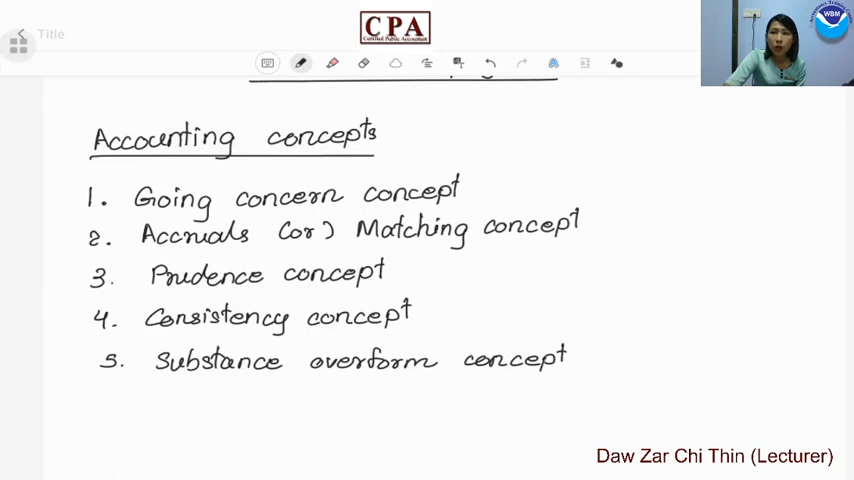 Title
CPA
Certified Public Accountant
WBM
Accounting concepts
1. Going concern concept
2. Accruals (or) Matching concept
3. Prudence concept
4. Consistency concept
5. Substance overform concept
Daw Zar Chi Thin (Lecturer)